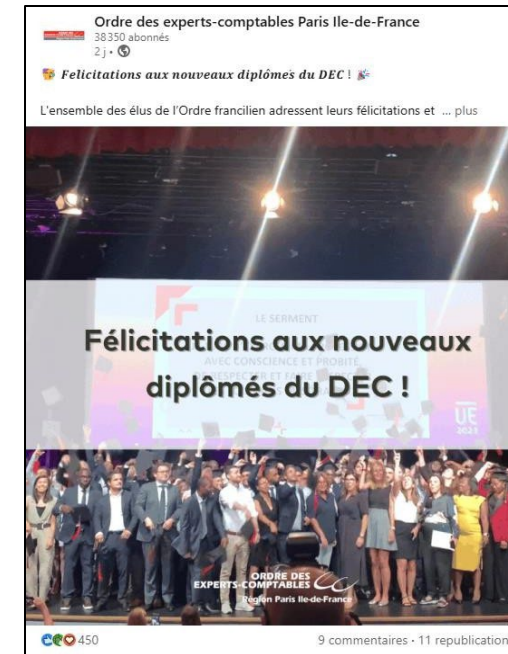 Ordre des experts-comptables Paris Ile-de-France
38 350 abonnés
2 j •
Felicitations aux nouveaux diplômés du DEC !
L'ensemble des élus de l'Ordre francilien adressent leurs félicitations et ... plus
LE SERMENT
Félicitations aux nouveaux
AVEC CONSCIENCE ET PROBITÉ
diplômés du DEC !
UE
ORDRE DES
EXPERTS-COMPTABLES
Région Paris Ile-de-France
450
9 commentaires • 11 republication